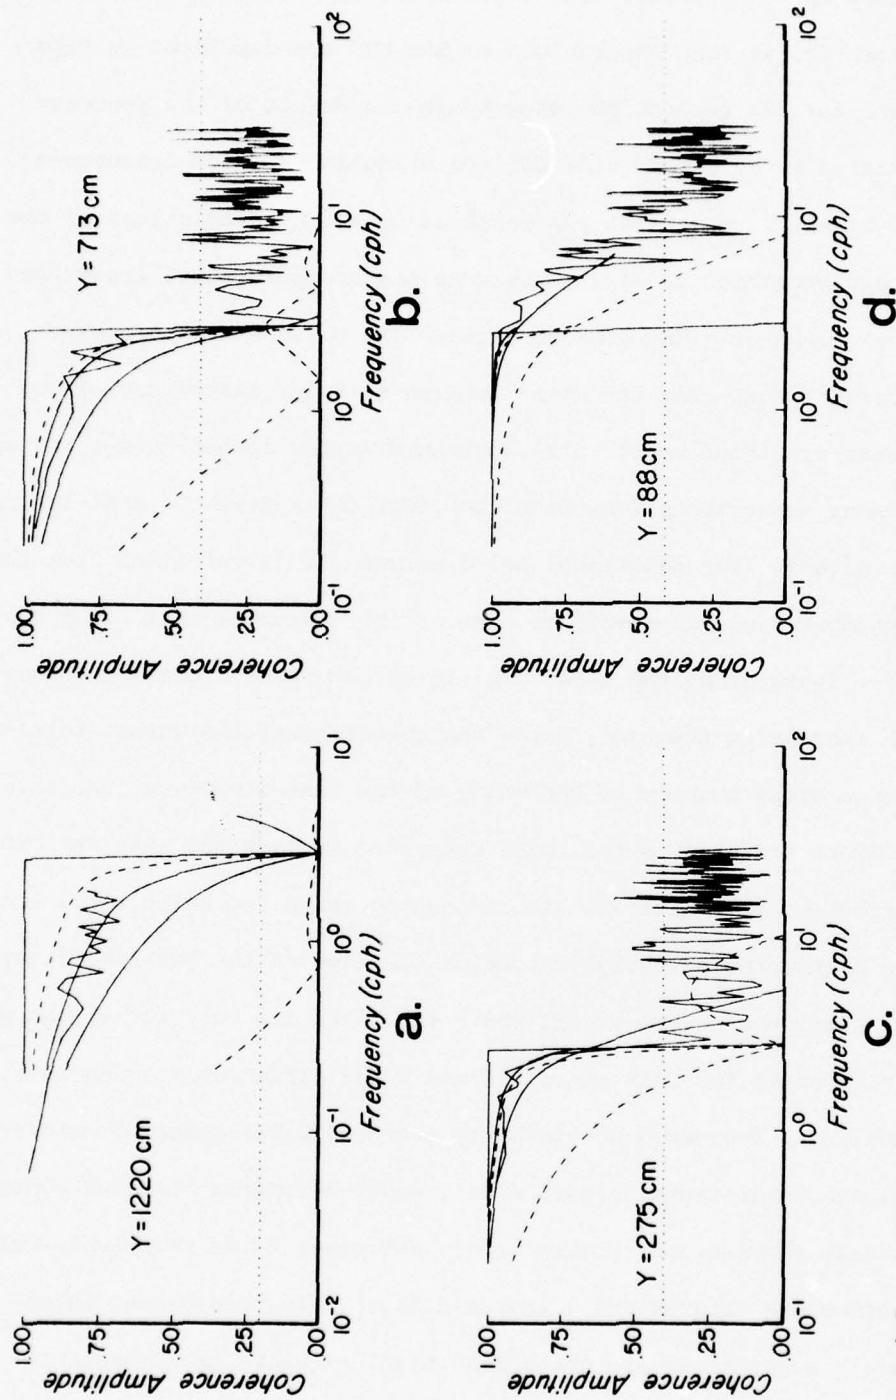 1.00
.75
.50
.25
.00
Coherence Amplitude
Y = 1220 cm
10⁻²
10⁻¹
10⁰
10¹
Frequency (cph)
a.
1.00
.75
.50
.25
.00
Coherence Amplitude
Y = 713 cm
10⁻¹
10⁰
10¹
10²
Frequency (cph)
b.
1.00
.75
.50
.25
.00
Coherence Amplitude
Y = 275 cm
10⁻¹
10⁰
10¹
10²
Frequency (cph)
c.
1.00
.75
.50
.25
.00
Coherence Amplitude
Y = 88 cm
10⁻¹
10⁰
10¹
10²
Frequency (cph)
d.